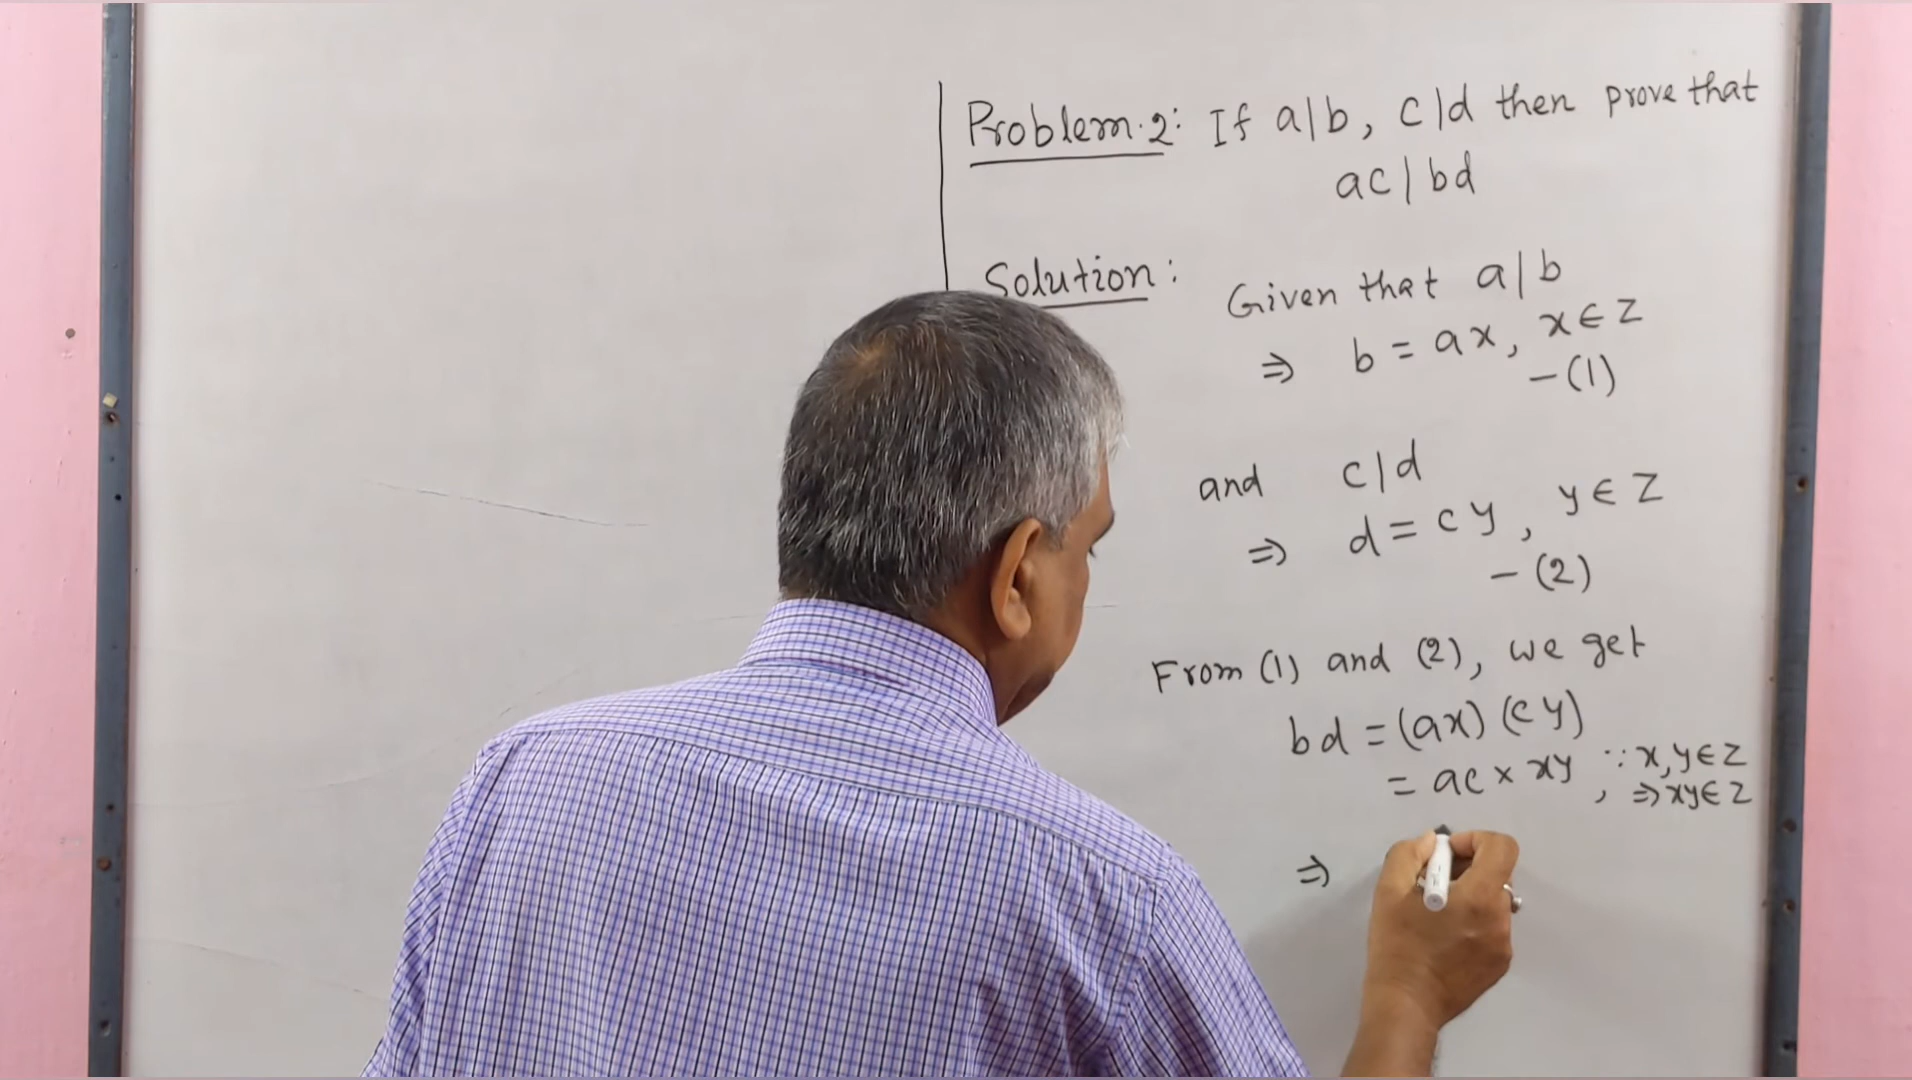 Problem.2: If a|b, c|d then prove that
ac|bd
Solution: Given that a|b
⇒ b = ax, x∈Z
-(1)
and c|d
⇒ d = cy, y∈Z
-(2)
From (1) and (2), we get
bd = (ax)(cy)
= ac × xy, ∵ x,y∈Z
⇒ xy∈Z
⇒